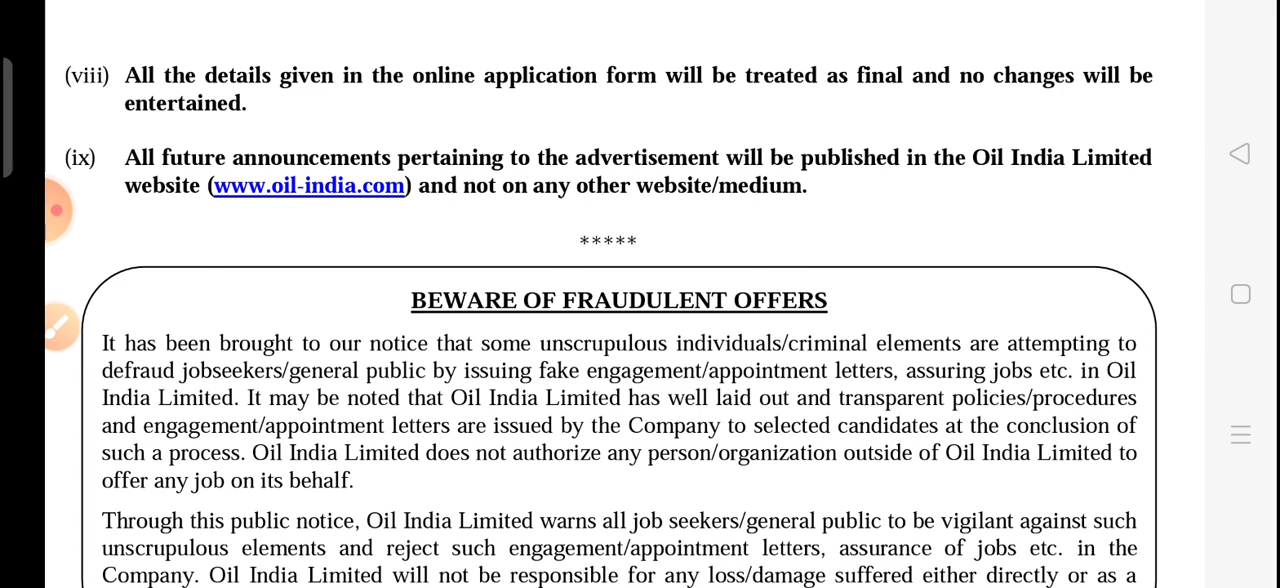 (viii) All the details given in the online application form will be treated as final and no changes will be
entertained.
(ix) All future announcements pertaining to the advertisement will be published in the Oil India Limited
website (www.oil-india.com) and not on any other website/medium.
*****
BEWARE OF FRAUDULENT OFFERS
It has been brought to our notice that some unscrupulous individuals/criminal elements are attempting to
defraud jobseekers/general public by issuing fake engagement/appointment letters, assuring jobs etc. in Oil
India Limited. It may be noted that Oil India Limited has well laid out and transparent policies/procedures
and engagement/appointment letters are issued by the Company to selected candidates at the conclusion of
such a process. Oil India Limited does not authorize any person/organization outside of Oil India Limited to
offer any job on its behalf.
Through this public notice, Oil India Limited warns all job seekers/general public to be vigilant against such
unscrupulous elements and reject such engagement/appointment letters, assurance of jobs etc. in the
Company. Oil India Limited will not be responsible for any loss/damage suffered either directly or as a